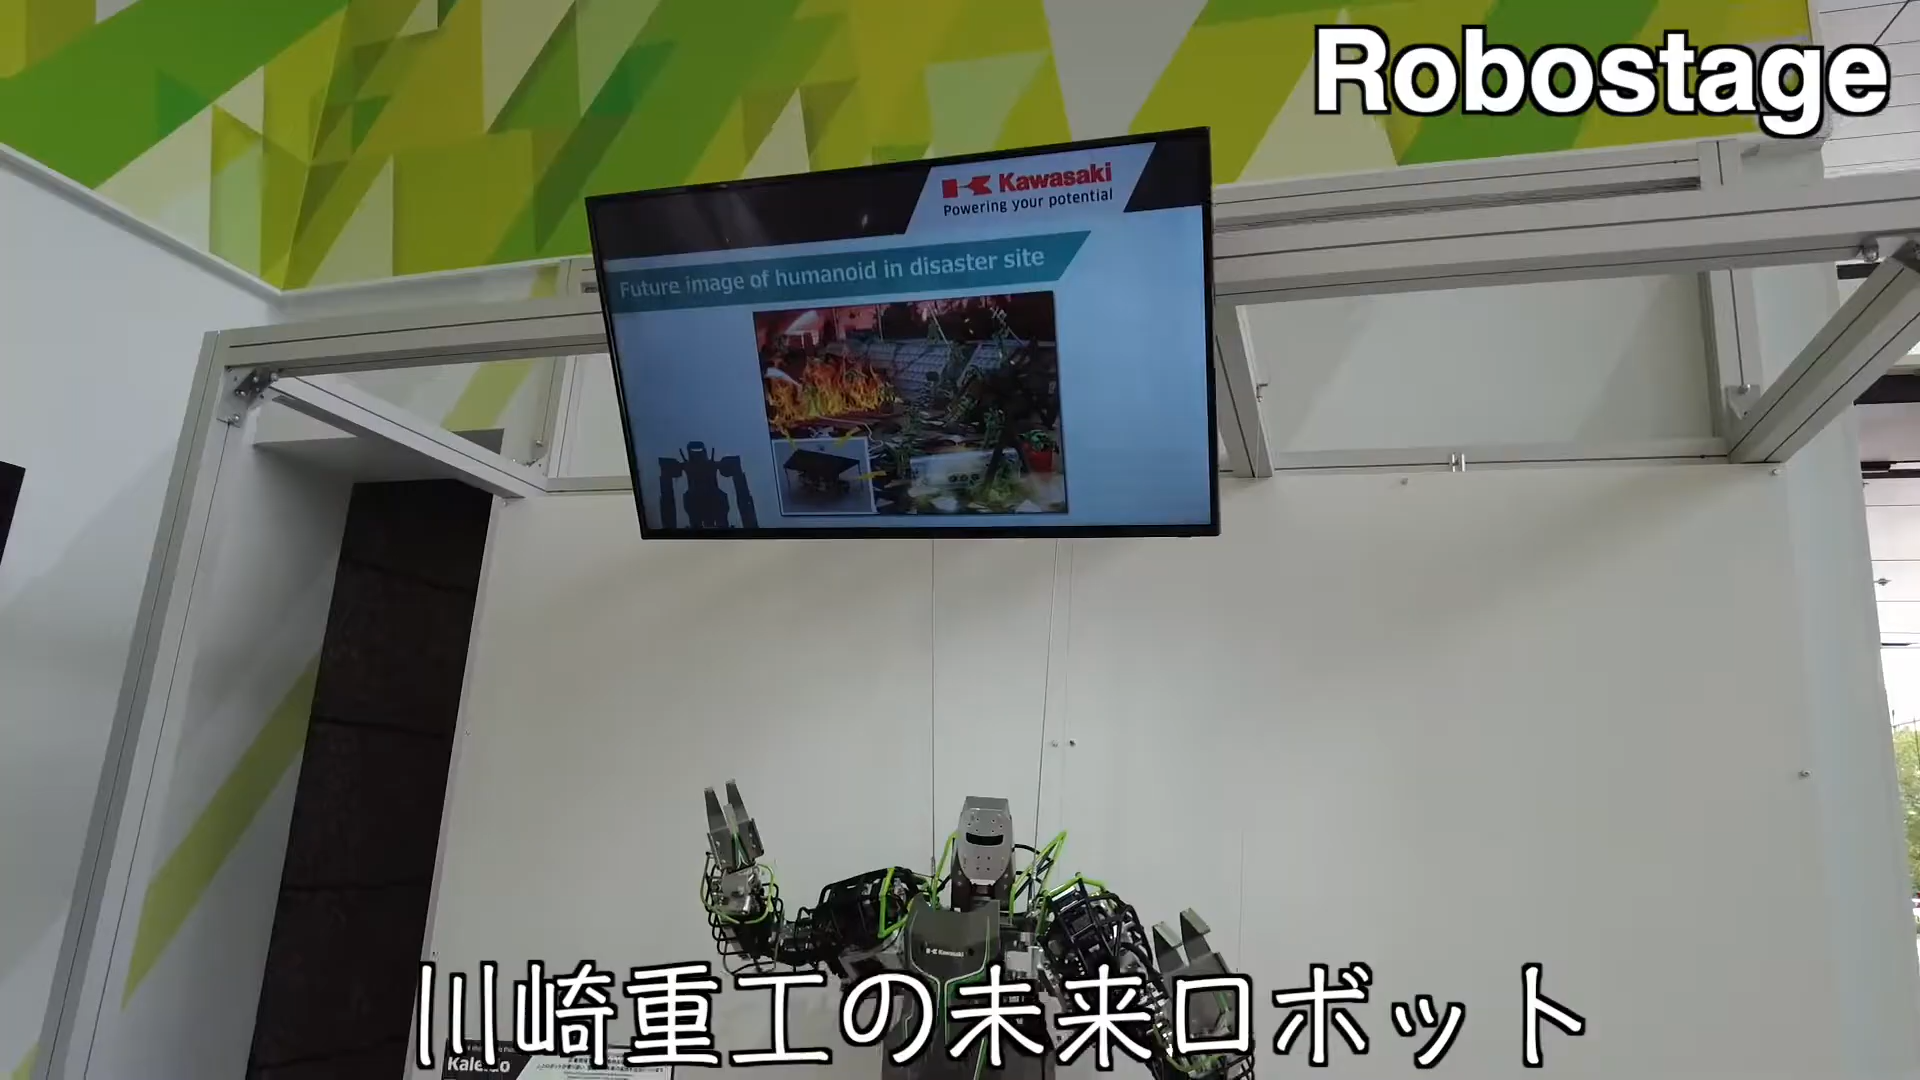 Robostage
Kawasaki
Powering your potential
Future image of humanoid in disaster site
Kawasaki
川崎重工の未来ロボット